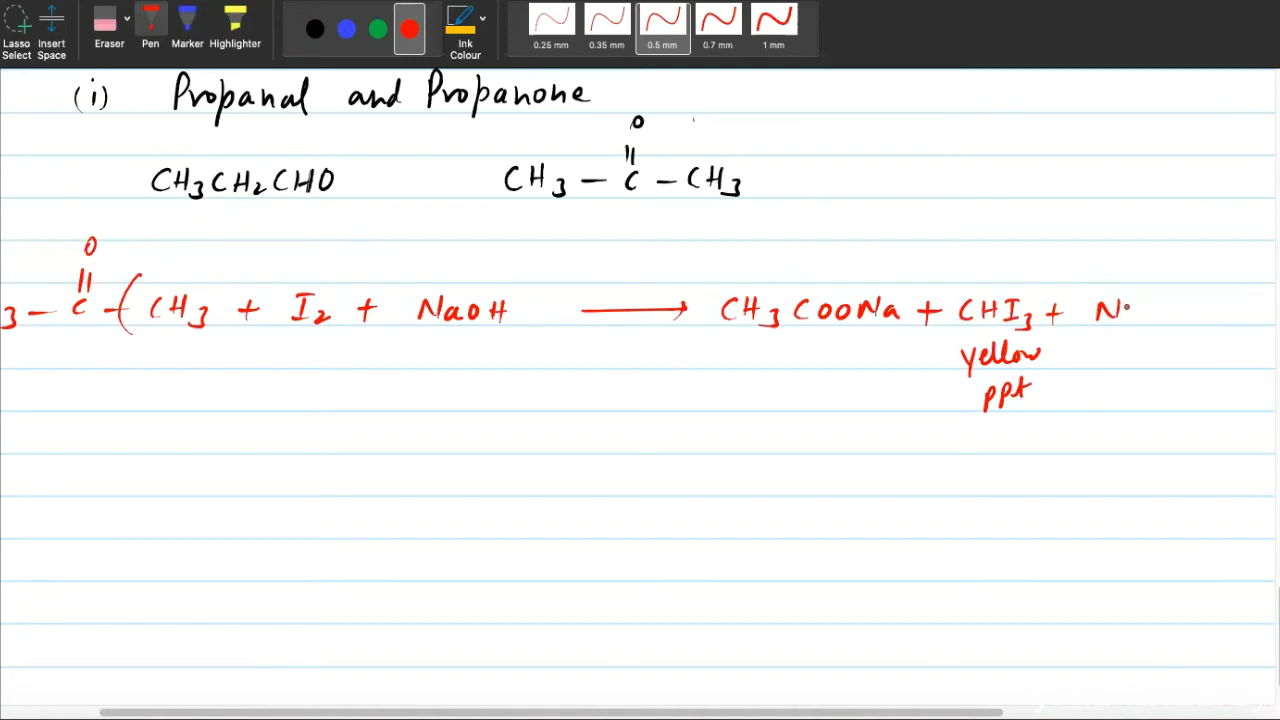 Lasso Select
Insert Space
Eraser
Pen
Marker
Highlighter
Ink Colour
0.25 mm
0.35 mm
0.5 mm
0.7 mm
1 mm
(i) Propanal and Propanone
O
CH3CH2CHO CH3 – C – CH3
O
3 – C – ( CH3 + I2 + NaOH ⟶ CH3COONa + CHI3 + N
yellow
ppt